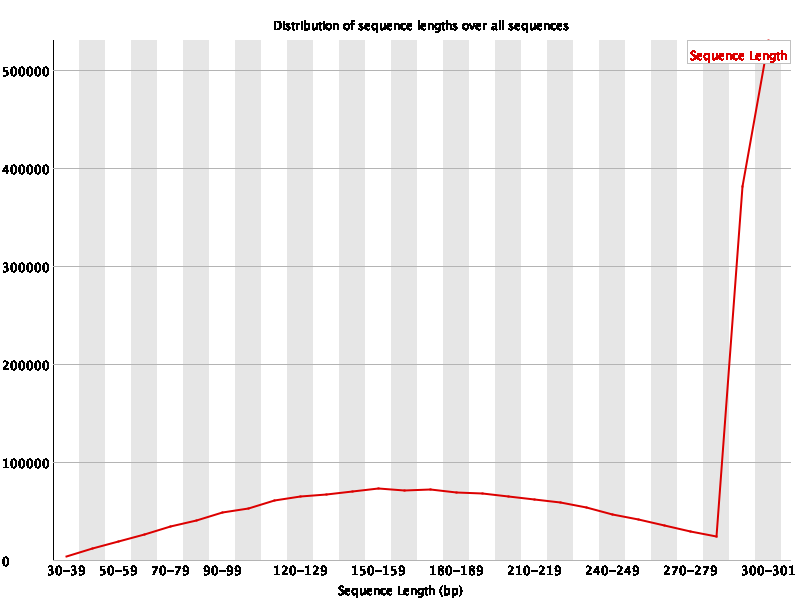 Distribution of sequence lengths over all sequences
Sequence Length
500000
400000
300000
200000
100000
0
30-39 50-59 70-79 90-99 120-129 150-159 180-189 210-219 240-249 270-279 300-301
Sequence Length (bp)